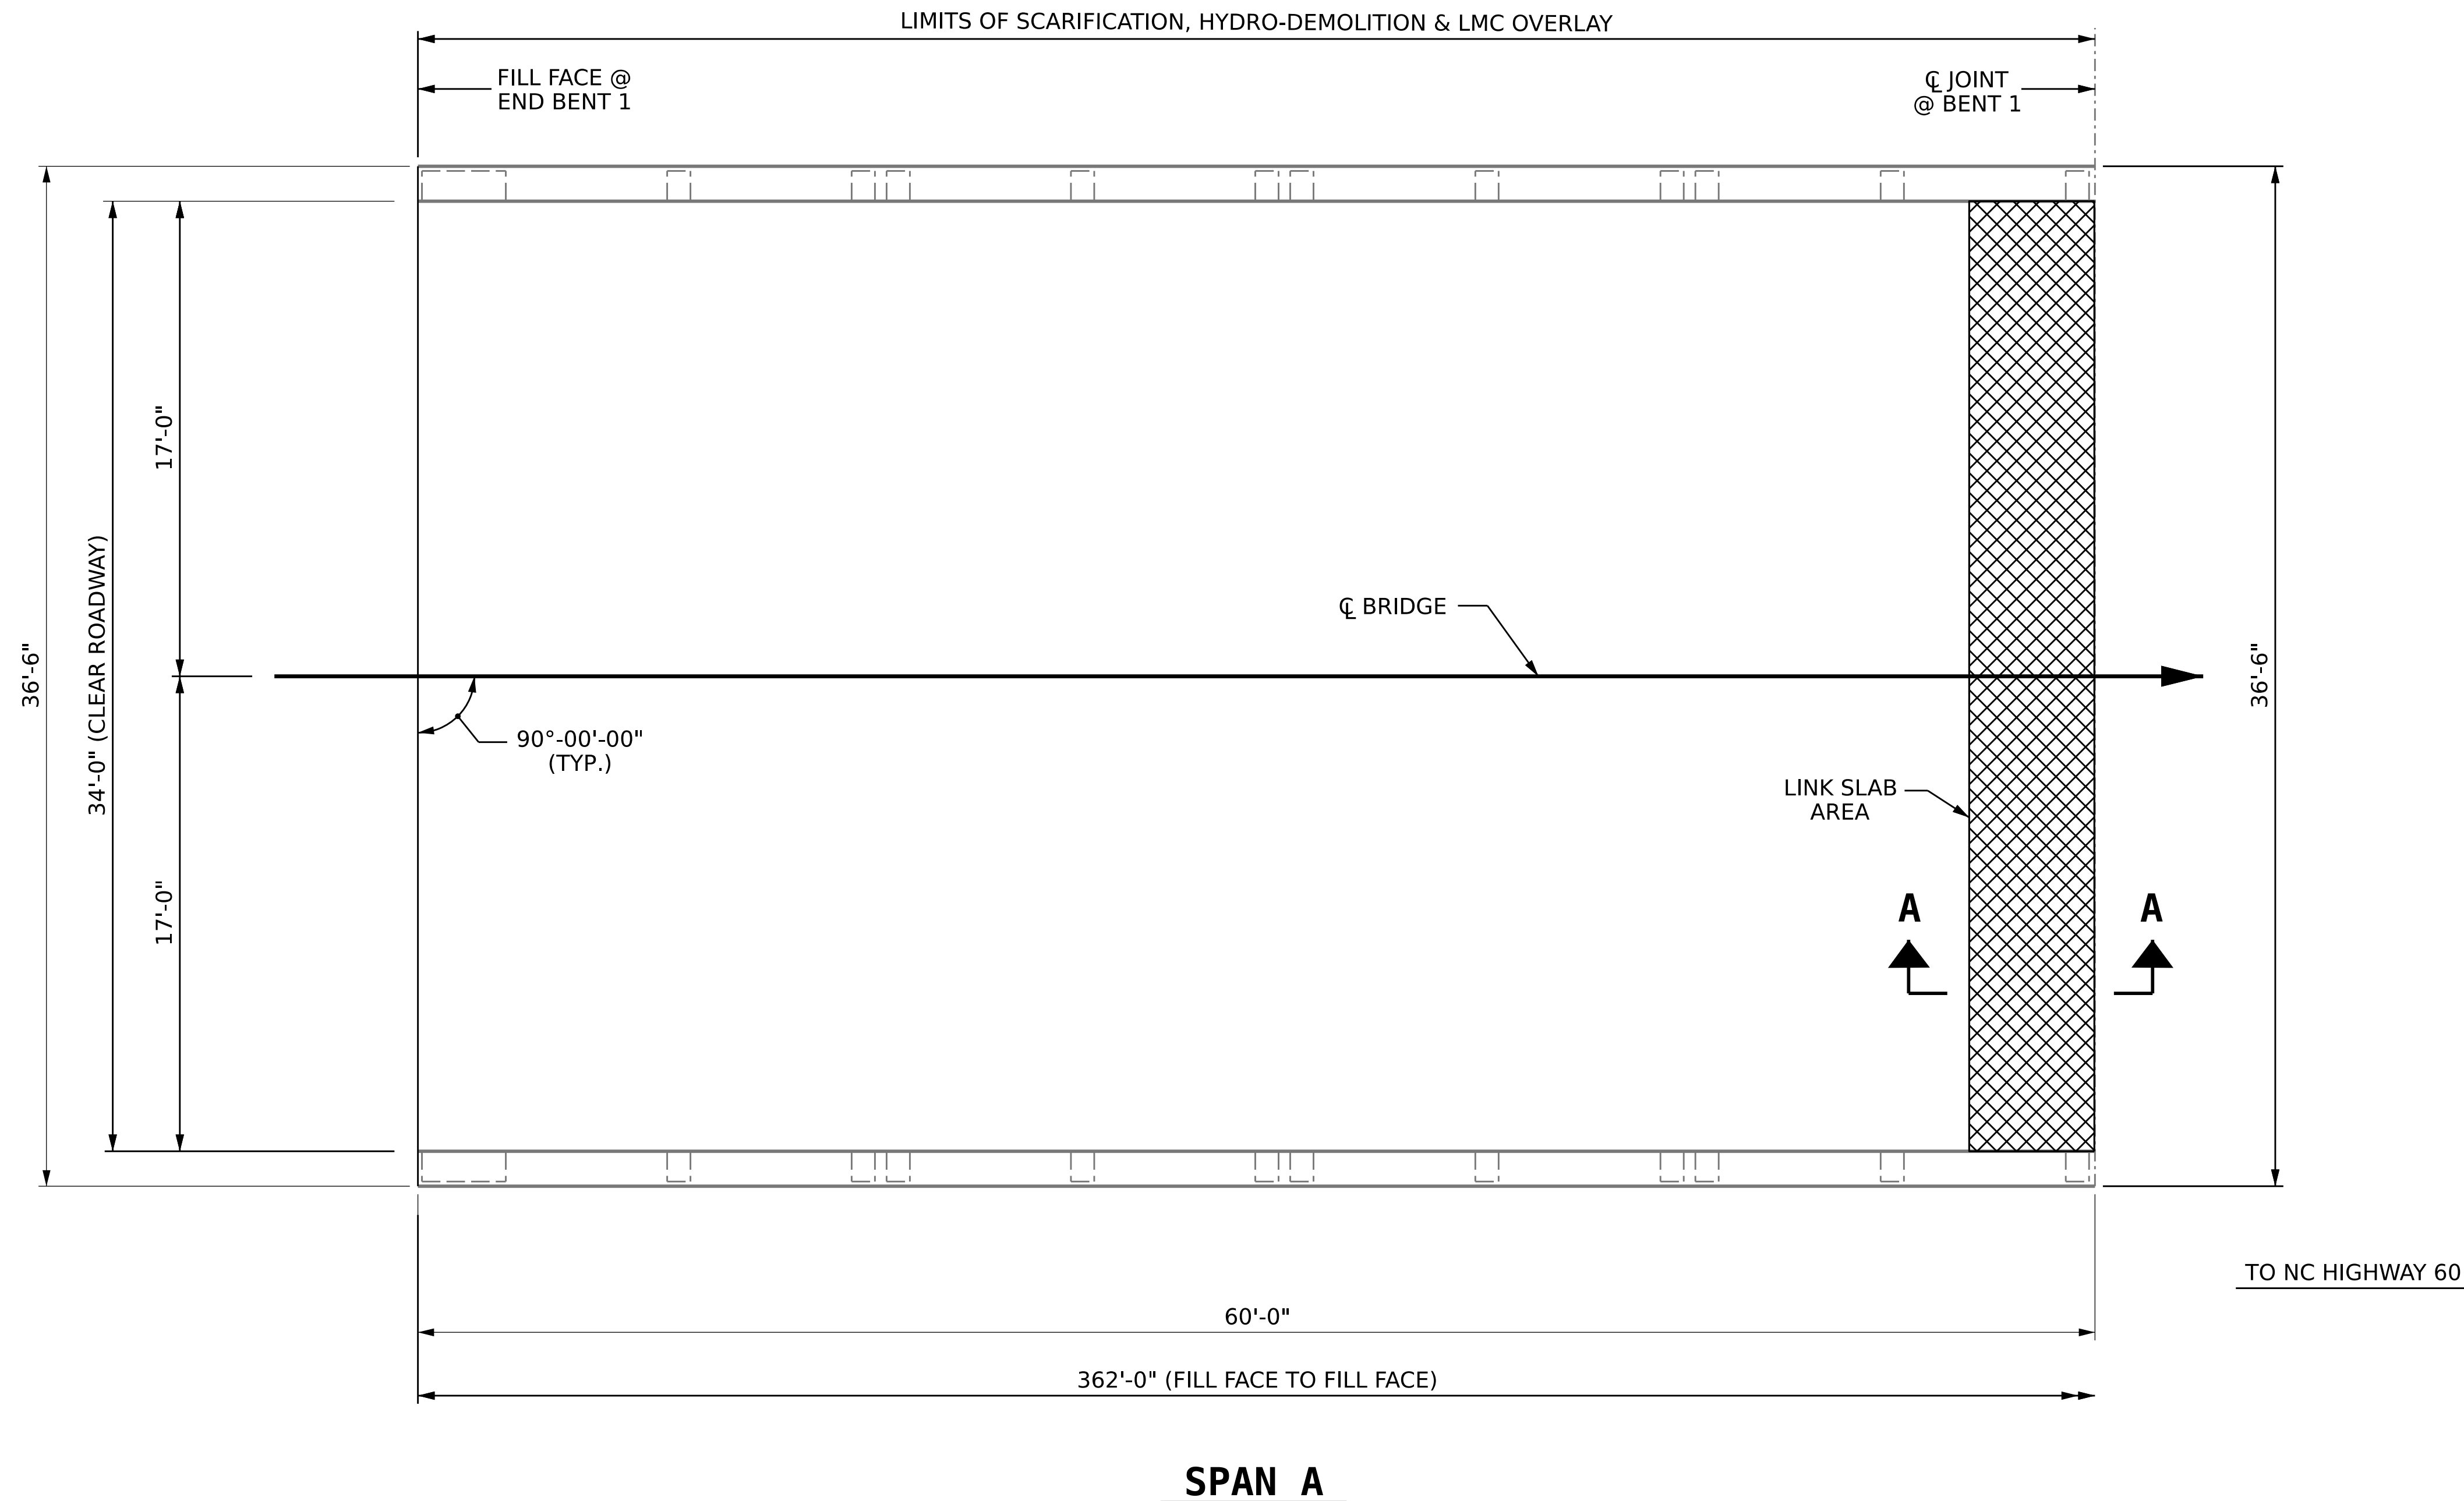 LIMITS OF SCARIFICATION, HYDRO-DEMOLITION & LMC OVERLAY
FILL FACE @
END BENT 1
℄ JOINT
@ BENT 1
36'-6"
34'-0" (CLEAR ROADWAY)
17'-0"
17'-0"
℄ BRIDGE
90°-00'-00"
(TYP.)
LINK SLAB
AREA
A
A
36'-6"
TO NC HIGHWAY 60
60'-0"
362'-0" (FILL FACE TO FILL FACE)
SPAN A